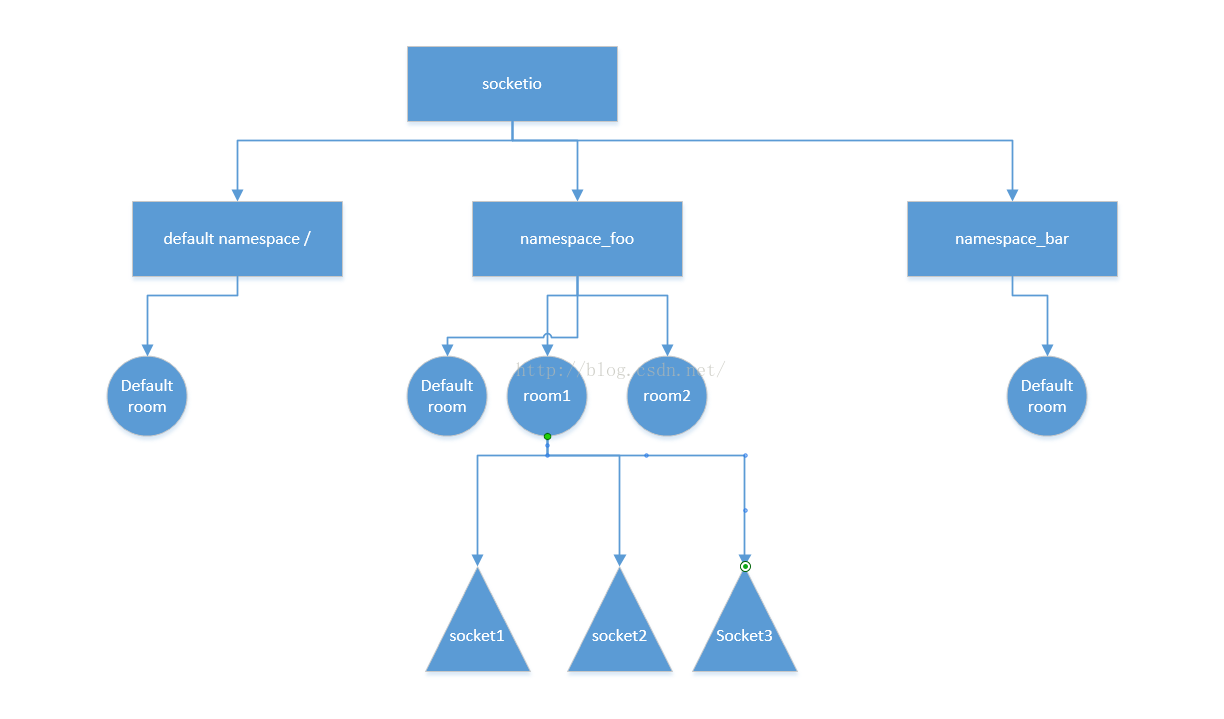 socketio
default namespace /
namespace_foo
namespace_bar
Default
room
Default
room
room1
room2
Default
room
http://blog.csdn.net/
socket1
socket2
Socket3